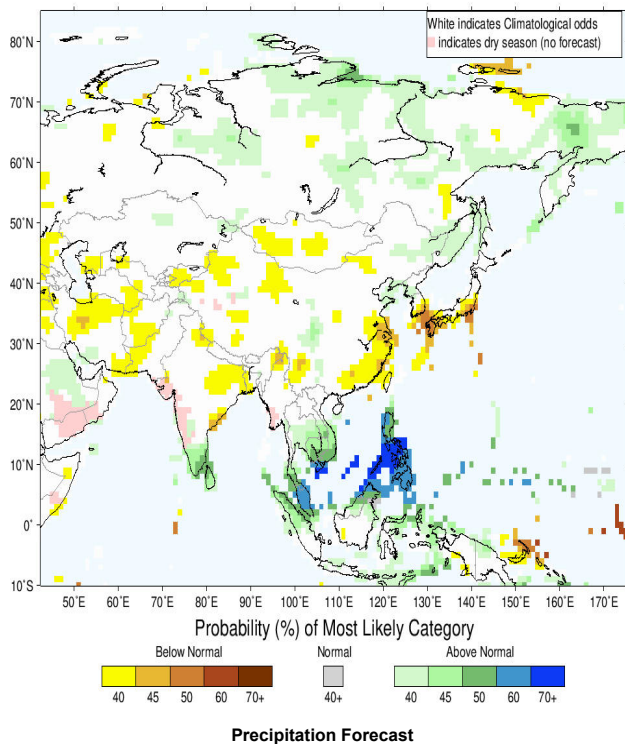 White indicates Climatological odds
indicates dry season (no forecast)
80°N
70°N
60°N
50°N
40°N
30°N
20°N
10°N
0°
10°S
50°E 60°E 70°E 80°E 90°E 100°E 110°E 120°E 130°E 140°E 150°E 160°E 170°E
Probability (%) of Most Likely Category
Below Normal Normal Above Normal
40 45 50 60 70+ 40+ 40 45 50 60 70+
Precipitation Forecast